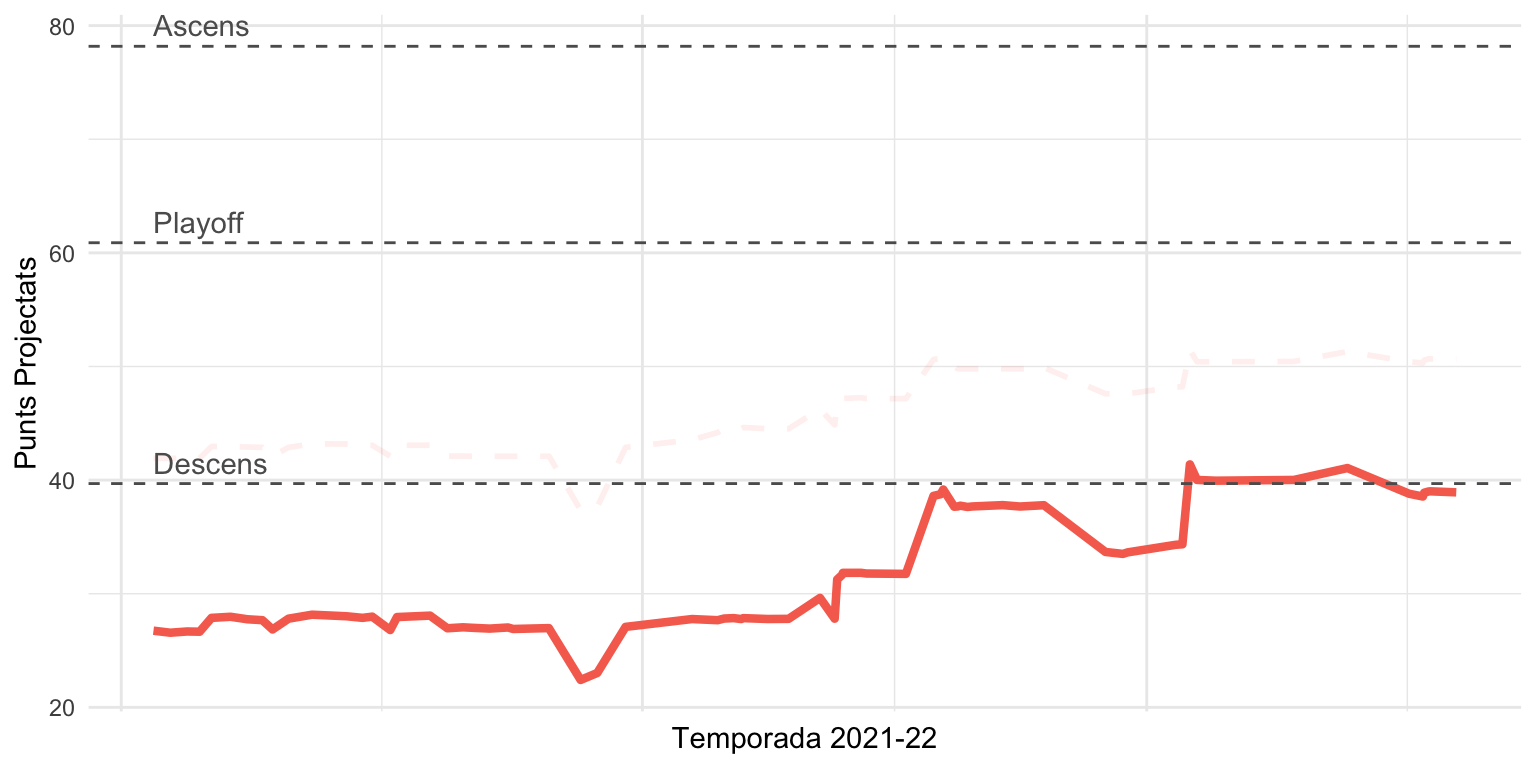 80
Ascens
Playoff
60
Punts Projectats
Descens
40
20
Temporada 2021-22